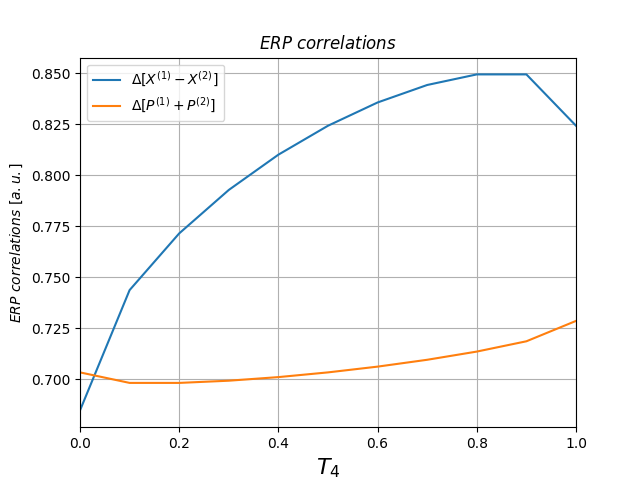 ERP correlations
Δ[X⁽¹⁾ − X⁽²⁾]
Δ[P⁽¹⁾ + P⁽²⁾]
ERP correlations [a. u.]
0.850
0.825
0.800
0.775
0.750
0.725
0.700
0.0 0.2 0.4 0.6 0.8 1.0
T₄